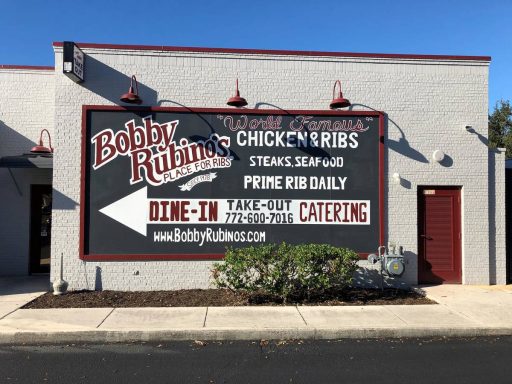 Bobby
Rubino's
PLACE FOR RIBS
"World Famous"
CHICKEN & RIBS
STEAKS, SEAFOOD
PRIME RIB DAILY
DINE-IN
TAKE-OUT
772-600-7016
CATERING
www.BobbyRubinos.com